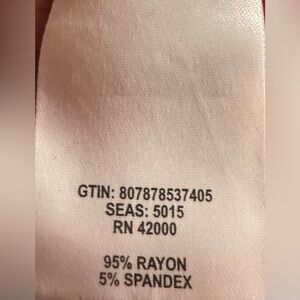 GTIN: 807878537405
SEAS: 5015
RN 42000
95% RAYON
5% SPANDEX